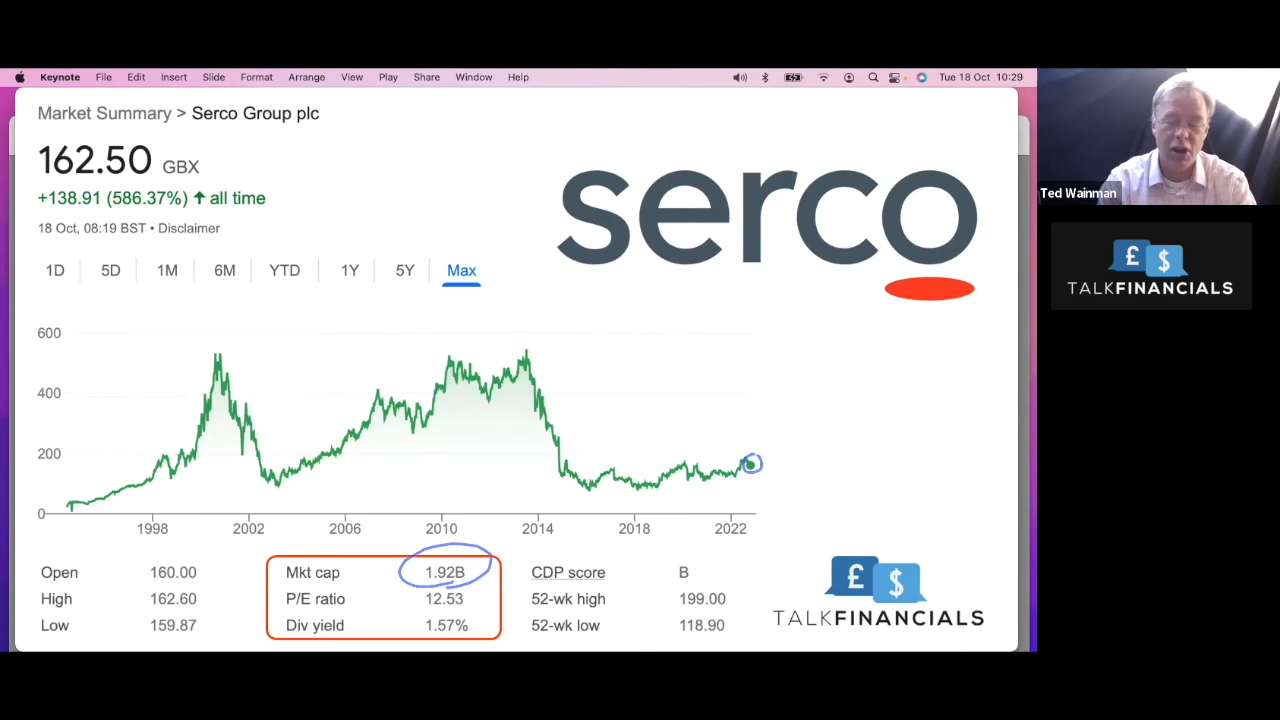 Keynote File Edit Insert Slide Format Arrange View Play Share Window Help Tue 18 Oct 10:29
Market Summary > Serco Group plc
162.50 GBX
+138.91 (586.37%) ↑ all time
18 Oct, 08:19 BST • Disclaimer
1D 5D 1M 6M YTD 1Y 5Y Max
serco
600
400
200
0
1998 2002 2006 2010 2014 2018 2022
Open 160.00 Mkt cap 1.92B CDP score B
High 162.60 P/E ratio 12.53 52-wk high 199.00
Low 159.87 Div yield 1.57% 52-wk low 118.90
£ $
TALKFINANCIALS
Ted Wainman
£ $
TALKFINANCIALS